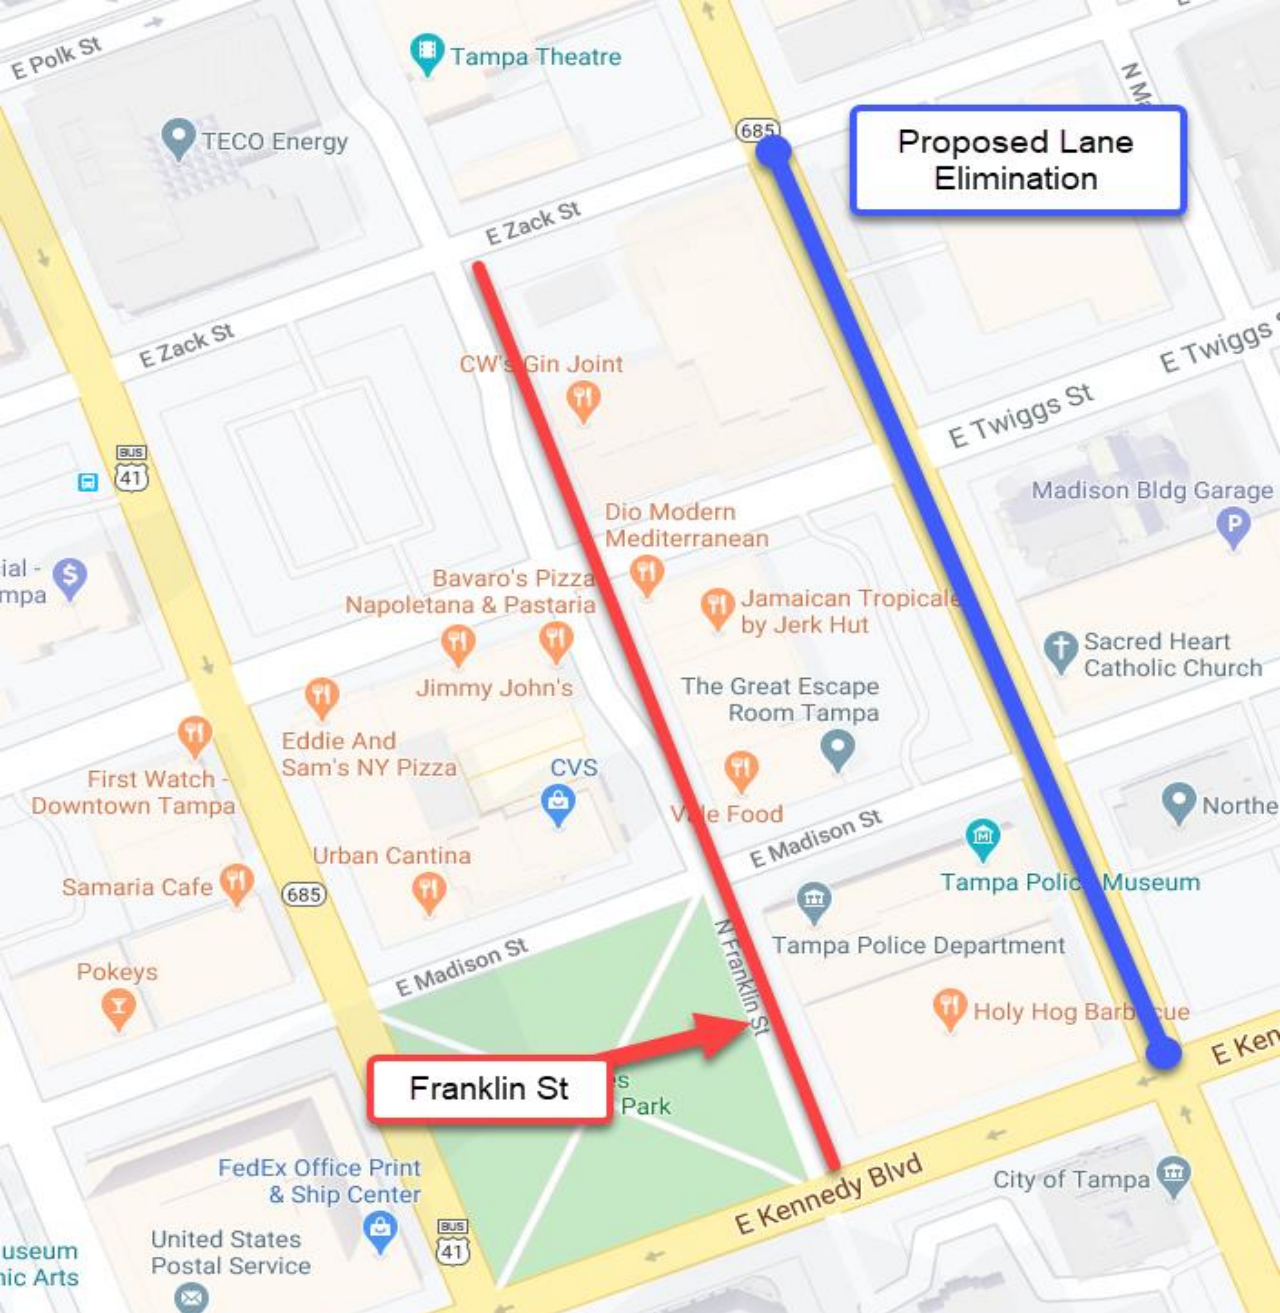 E Polk St
Tampa Theatre
TECO Energy
685
Proposed Lane
Elimination
E Zack St
E Zack St
CW's Gin Joint
E Twiggs
E Twiggs St
BUS
41
Madison Bldg Garage
P
Dio Modern
Mediterranean
ial -
mpa
$
Bavaro's Pizza
Napoletana & Pastaria
Jamaican Tropicale
by Jerk Hut
Jimmy John's
Sacred Heart
Catholic Church
The Great Escape
Room Tampa
Eddie And
Sam's NY Pizza
First Watch -
Downtown Tampa
CVS
Food
E Madison St
Northe
Urban Cantina
Samaria Cafe
685
M
Tampa Police Museum
Tampa Police Department
N Franklin St
E Madison St
Pokeys
Holy Hog Barbecue
E Ken
Franklin St
es
Park
FedEx Office Print
& Ship Center
E Kennedy Blvd
City of Tampa
BUS
41
United States
Postal Service
useum
ic Arts